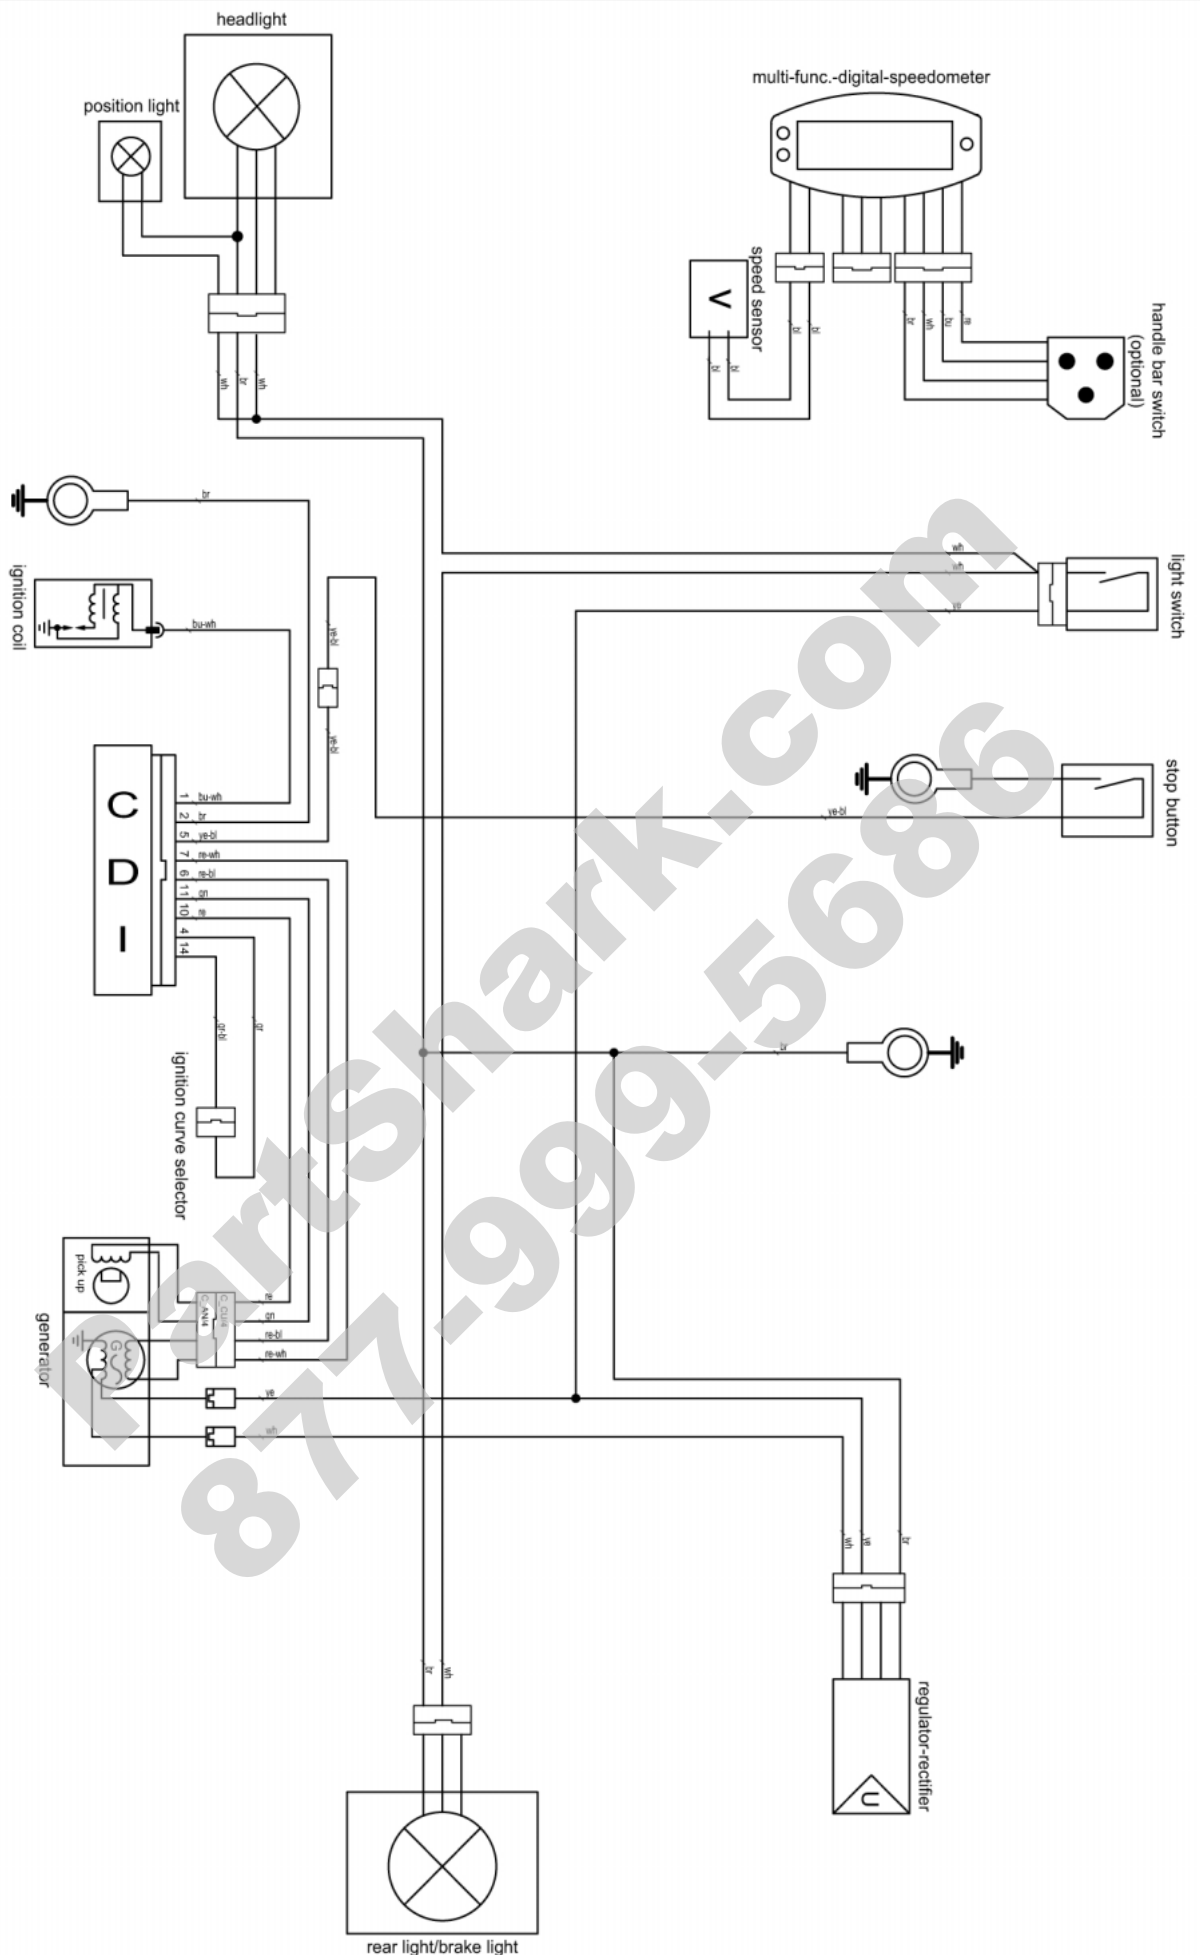 headlight
position light
multi-func.-digital-speedometer
speed sensor
V
handle bar switch
(optional)
bl
bl
bl
bl
br
wh
bu
re
wh
br
wh
br
ignition coil
bu-wh
ye-bl
ye-bl
wh
wh
ye
light switch
stop button
ye-bl
CDI
1 bu-wh
2 br
5 ye-bl
7 re-wh
6 re-bl
11 gn
10 re
4
14
gr-bl
gr
ignition curve selector
br
pick up
generator
G
C_AN/4
C_CU/4
re
gn
re-bl
re-wh
ye
wh
wh
ye
br
regulator-rectifier
U
br
wh
rear light/brake light
PartShark.com
877-999-5686